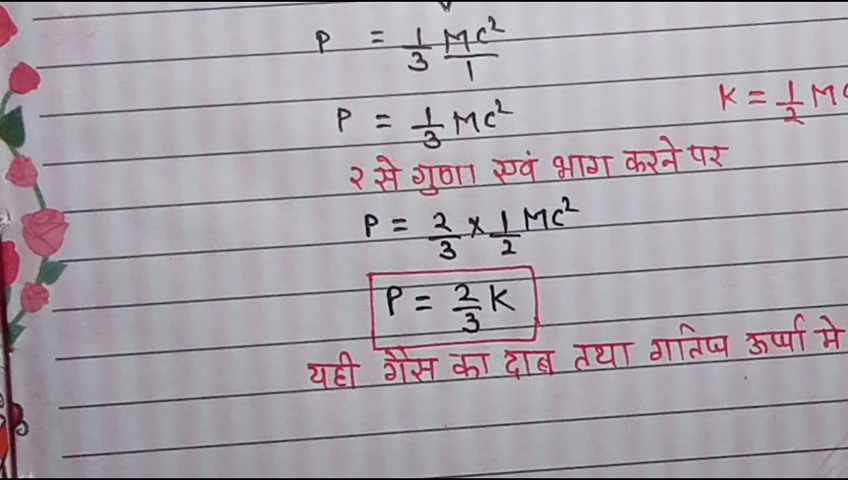 P = 1/3 Mc²/1
P = 1/3 Mc²
K = 1/2 Mc
२ से गुणा एवं भाग करने पर
P = 2/3 × 1/2 Mc²
P = 2/3 K
यही गैस का दाब तथा गतिज ऊर्जा मे